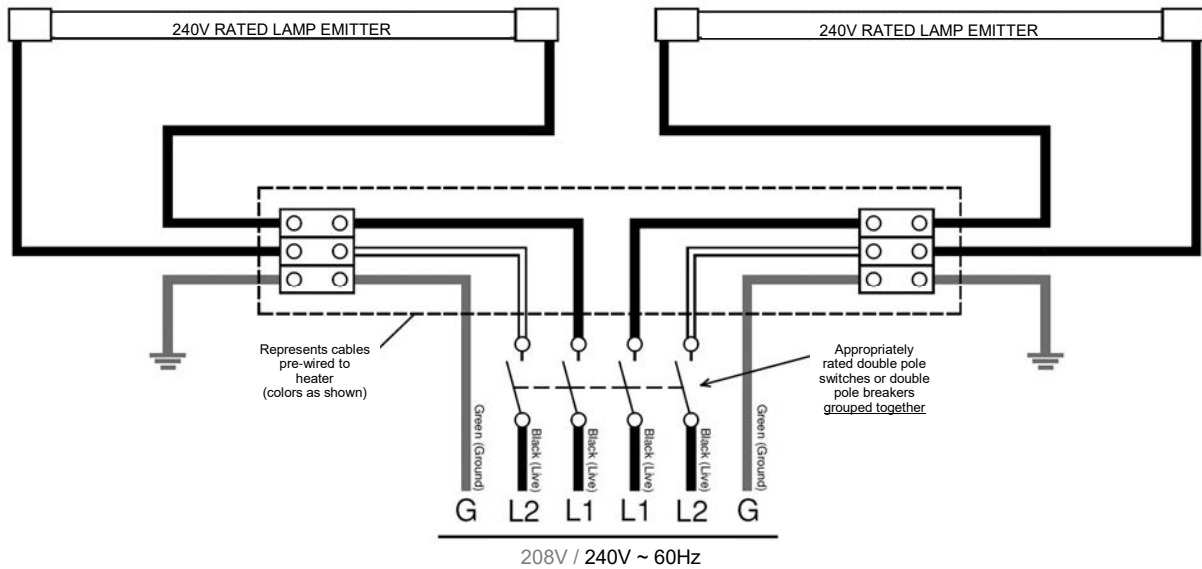 240V RATED LAMP EMITTER
240V RATED LAMP EMITTER
Represents cables
pre-wired to
heater
(colors as shown)
Appropriately
rated double pole
switches or double
pole breakers
grouped together
Green (Ground)
Black (Live)
Black (Live)
Black (Live)
Black (Live)
Green (Ground)
G L2 L1 L1 L2 G
208V / 240V ~ 60Hz